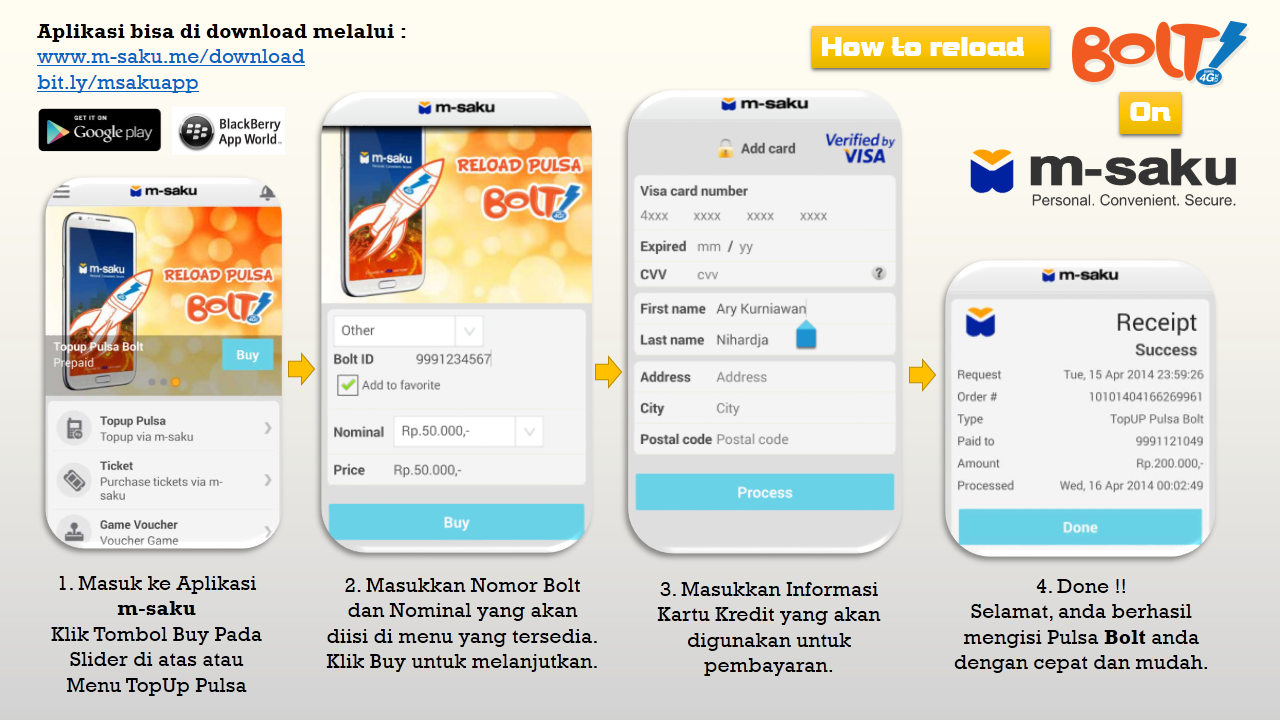 Aplikasi bisa di download melalui :
www.m-saku.me/download
bit.ly/msakuapp
GET IT ON
Google play
BlackBerry
App World
How to reload
BOLT!
4G
On
m-saku
Personal. Convenient. Secure.
m-saku
m-saku
RELOAD PULSA
BOLT!
Topup Pulsa Bolt
Prepaid
Buy
Topup Pulsa
Topup via m-saku
Ticket
Purchase tickets via m-
saku
Game Voucher
Voucher Game
1. Masuk ke Aplikasi
m-saku
Klik Tombol Buy Pada
Slider di atas atau
Menu TopUp Pulsa
m-saku
m-saku
RELOAD PULSA
BOLT!
4G
Other
Bolt ID 9991234567
Add to favorite
Nominal Rp.50.000,-
Price Rp.50.000,-
Buy
2. Masukkan Nomor Bolt
dan Nominal yang akan
diisi di menu yang tersedia.
Klik Buy untuk melanjutkan.
m-saku
Add card
Verified by
VISA
Visa card number
4xxx xxxx xxxx xxxx
Expired mm / yy
CVV cvv ?
First name Ary Kurniawan
Last name Nihardja
Address Address
City City
Postal code Postal code
Process
3. Masukkan Informasi
Kartu Kredit yang akan
digunakan untuk
pembayaran.
m-saku
Receipt
Success
Request Tue, 15 Apr 2014 23:59:26
Order # 10101404166269961
Type TopUP Pulsa Bolt
Paid to 9991121049
Amount Rp.200.000,-
Processed Wed, 16 Apr 2014 00:02:49
Done
4. Done !!
Selamat, anda berhasil
mengisi Pulsa Bolt anda
dengan cepat dan mudah.